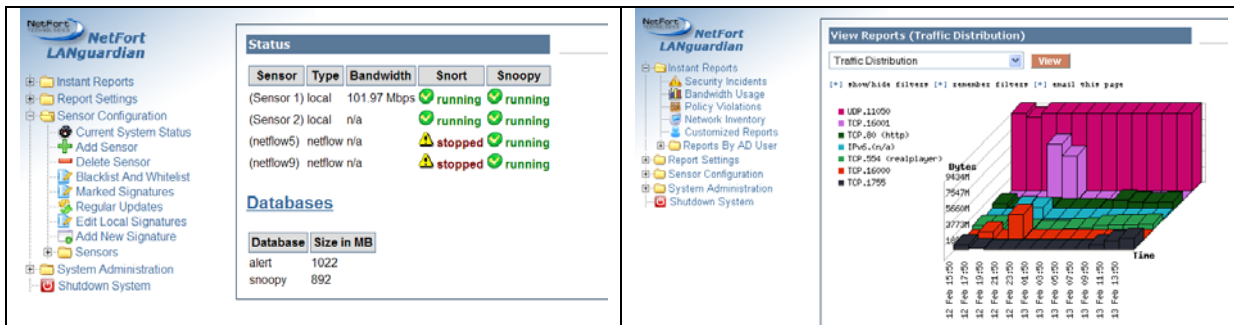 NetFort
TECHNOLOGIES
NetFort
LANguardian
Instant Reports
Report Settings
Sensor Configuration
Current System Status
Add Sensor
Delete Sensor
Blacklist And Whitelist
Marked Signatures
Regular Updates
Edit Local Signatures
Add New Signature
Sensors
System Administration
Shutdown System
Status
Sensor Type Bandwidth Snort Snoopy
(Sensor 1) local 101.97 Mbps running running
(Sensor 2) local n/a running running
(netflow5) netflow n/a stopped running
(netflow9) netflow n/a stopped running
Databases
Database Size in MB
alert 1022
snoopy 892
NetFort
TECHNOLOGIES
NetFort
LANguardian
Instant Reports
Security Incidents
Bandwidth Usage
Policy Violations
Network Inventory
Customized Reports
Reports By AD User
Report Settings
Sensor Configuration
System Administration
Shutdown System
View Reports (Traffic Distribution)
Traffic Distribution View
[*] show/hide filters [*] remember filters [*] email this page
UDP.11050
TCP.16001
TCP.80 (http)
IPv6.(n/a)
TCP.554 (realplayer)
TCP.16000
TCP.1755
Bytes
9434M
7547M
5660M
3773M
Time
12 Feb 15:50
12 Feb 17:50
12 Feb 19:50
12 Feb 21:50
12 Feb 23:50
13 Feb 01:50
13 Feb 03:50
13 Feb 05:50
13 Feb 07:50
13 Feb 09:50
13 Feb 11:50
13 Feb 13:50